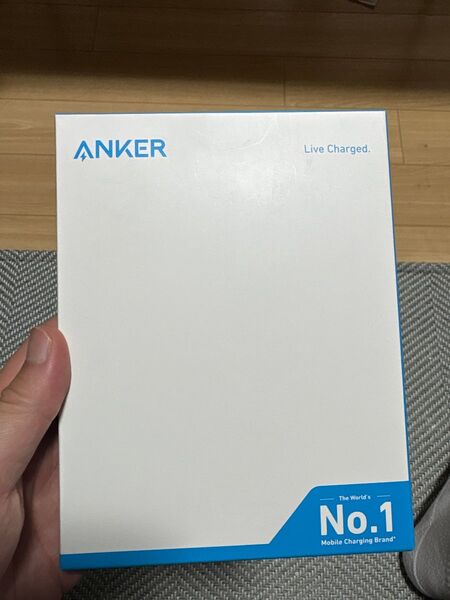 ANKER
Live Charged.
The World's
No.1
Mobile Charging Brand*